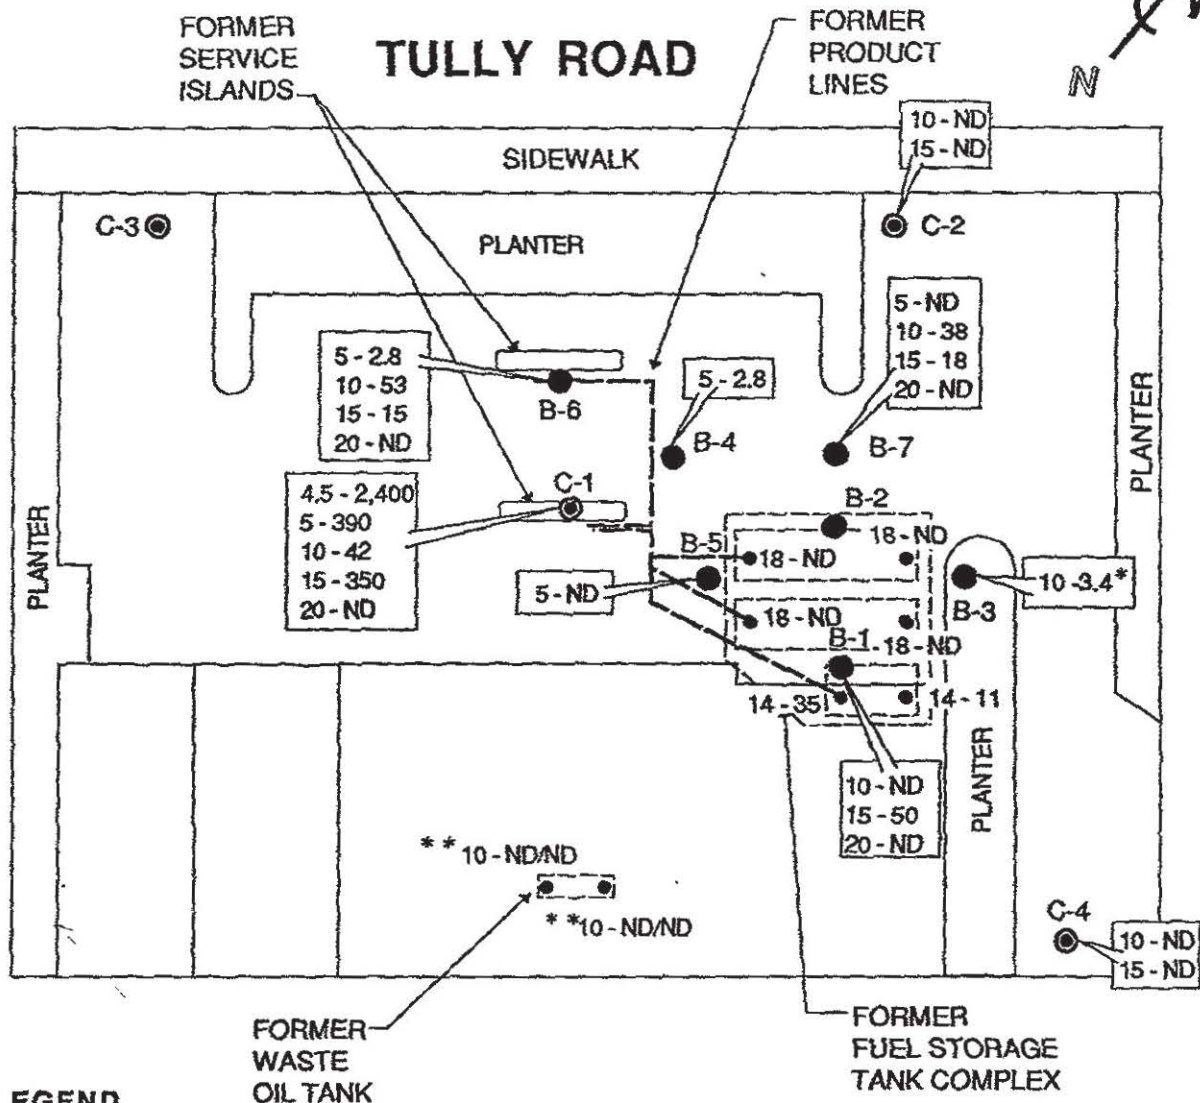 FORMER
SERVICE
ISLANDS
TULLY ROAD
FORMER
PRODUCT
LINES
N
10 - ND
15 - ND
SIDEWALK
C-3
PLANTER
C-2
5 - ND
10 - 38
15 - 18
20 - ND
5 - 2.8
10 - 53
15 - 15
20 - ND
B-6
5 - 2.8
B-4
B-7
PLANTER
4.5 - 2,400
5 - 390
10 - 42
15 - 350
20 - ND
C-1
B-2
18 - ND
B-5
18 - ND
PLANTER
5 - ND
10 - 3.4*
B-3
18 - ND
B-1
18 - ND
14 - 35
14 - 11
PLANTER
10 - ND
15 - 50
20 - ND
** 10 - ND/ND
** 10 - ND/ND
C-4
10 - ND
15 - ND
FORMER
WASTE
OIL TANK
FORMER
FUEL STORAGE
TANK COMPLEX
EGEND